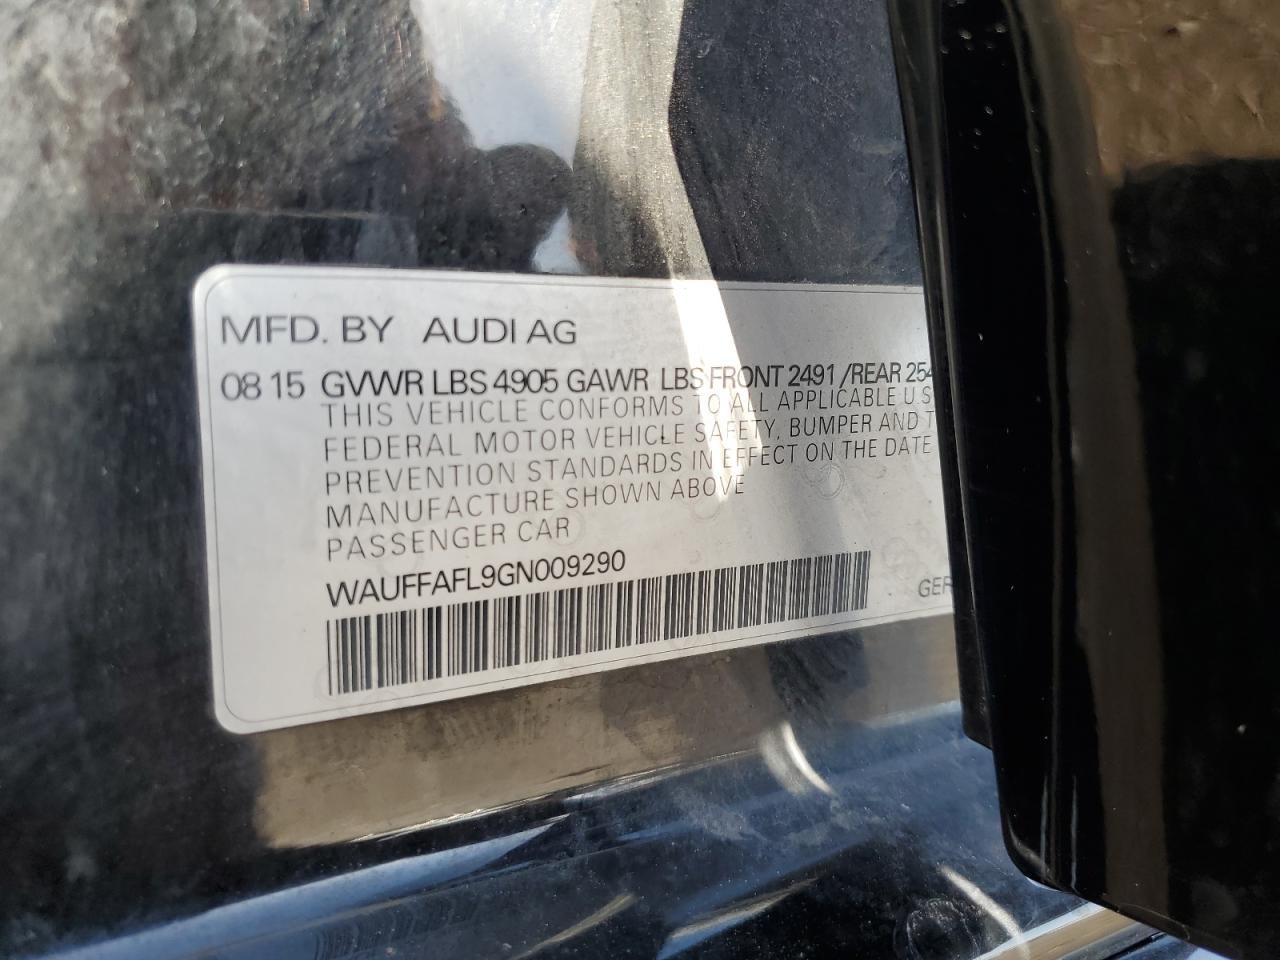 MFD. BY AUDI AG
08 15 GVWR LBS 4905 GAWR LBS FRONT 2491 /REAR 254
THIS VEHICLE CONFORMS TO ALL APPLICABLE U.S
FEDERAL MOTOR VEHICLE SAFETY, BUMPER AND T
PREVENTION STANDARDS IN EFFECT ON THE DATE
MANUFACTURE SHOWN ABOVE
PASSENGER CAR
WAUFFAFL9GN009290
GER